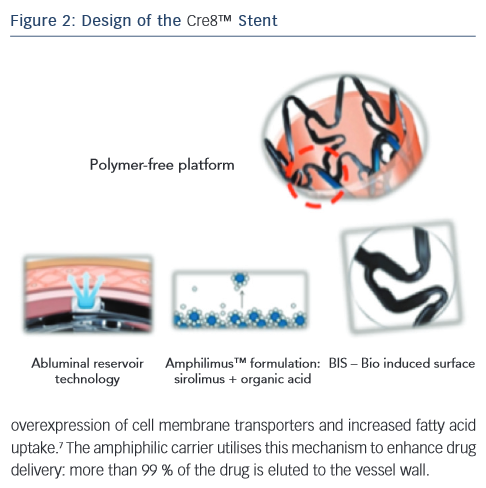 Figure 2: Design of the Cre8™ Stent
Polymer-free platform
Abluminal reservoir
technology
Amphilimus™ formulation:
sirolimus + organic acid
BIS – Bio induced surface
overexpression of cell membrane transporters and increased fatty acid
uptake.⁷ The amphiphilic carrier utilises this mechanism to enhance drug
delivery: more than 99 % of the drug is eluted to the vessel wall.